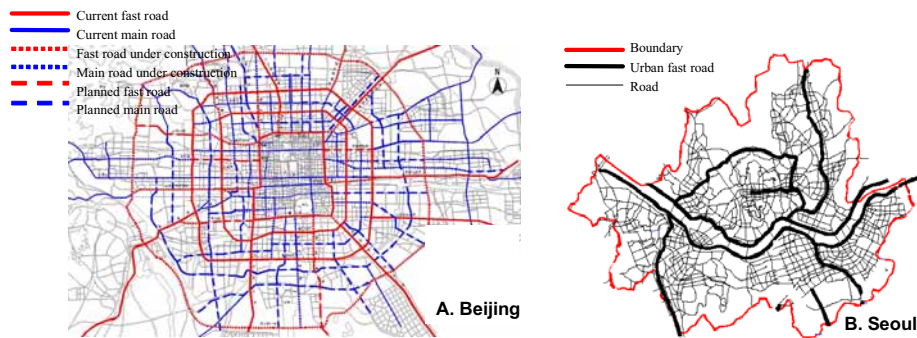 Current fast road
Current main road
Fast road under construction
Main road under construction
Planned fast road
Planned main road
N
A. Beijing
Boundary
Urban fast road
Road
B. Seoul